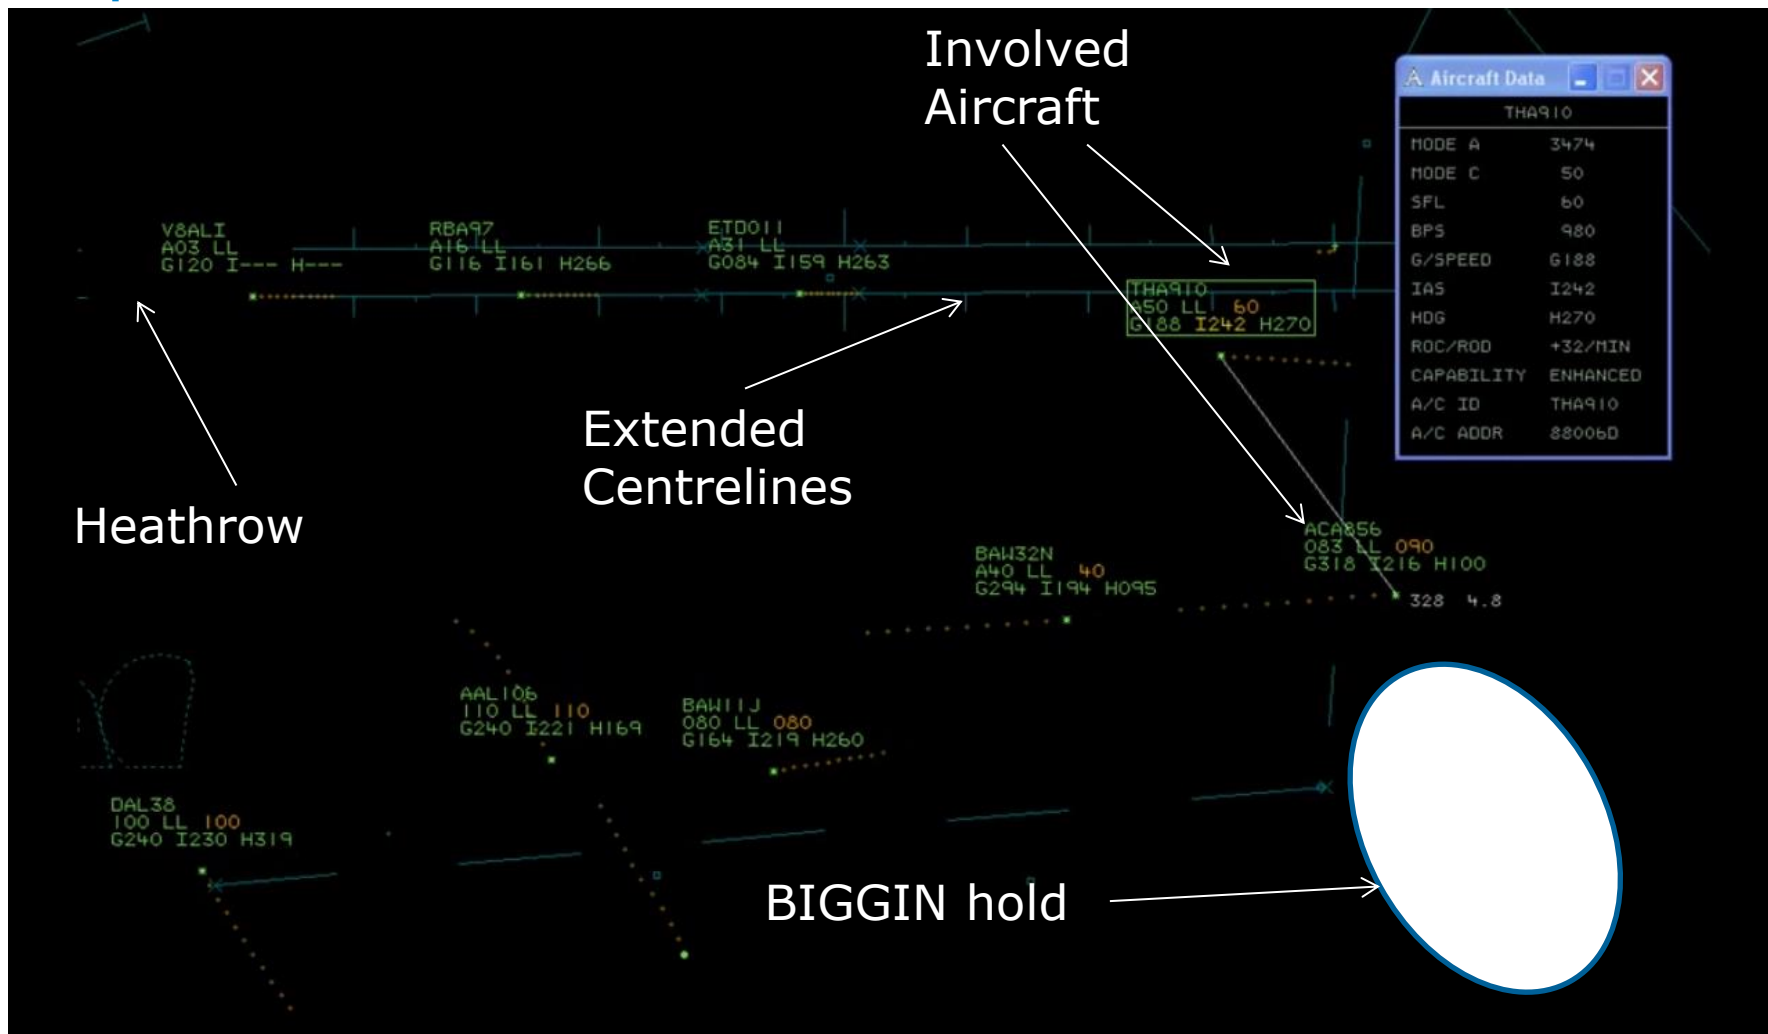 Involved
Aircraft
Aircraft Data
THA910
MODE A 3474
MODE C 50
SFL 60
BPS 980
G/SPEED G188
IAS I242
HDG H270
ROC/ROD +32/MIN
CAPABILITY ENHANCED
A/C ID THA910
A/C ADDR 88006D
V8ALI
A03 LL
G120 I--- H---
RBA97
A16 LL
G116 I161 H266
ETD011
A31 LL
G084 I159 H263
THA910
A50 LL 60
G188 I242 H270
Extended
Centrelines
Heathrow
ACA856
083 LL 090
G318 I216 H100
328 4.8
BAW32N
A40 LL 40
G294 I194 H095
AAL106
110 LL 110
G240 I221 H169
BAW11J
080 LL 080
G164 I219 H260
DAL38
100 LL 100
G240 I230 H319
BIGGIN hold